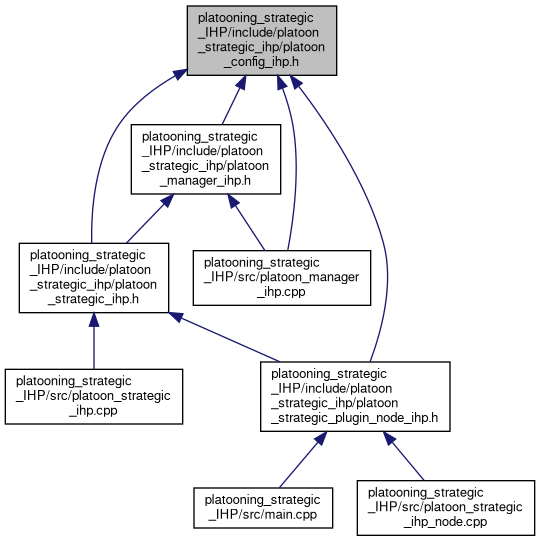 platooning_strategic
_IHP/include/platoon
_strategic_ihp/platoon
_config_ihp.h
platooning_strategic
_IHP/include/platoon
_strategic_ihp/platoon
_manager_ihp.h
platooning_strategic
_IHP/include/platoon
_strategic_ihp/platoon
_strategic_ihp.h
platooning_strategic
_IHP/src/platoon_manager
_ihp.cpp
platooning_strategic
_IHP/src/platoon_strategic
_ihp.cpp
platooning_strategic
_IHP/include/platoon
_strategic_ihp/platoon
_strategic_plugin_node_ihp.h
platooning_strategic
_IHP/src/main.cpp
platooning_strategic
_IHP/src/platoon_strategic
_ihp_node.cpp